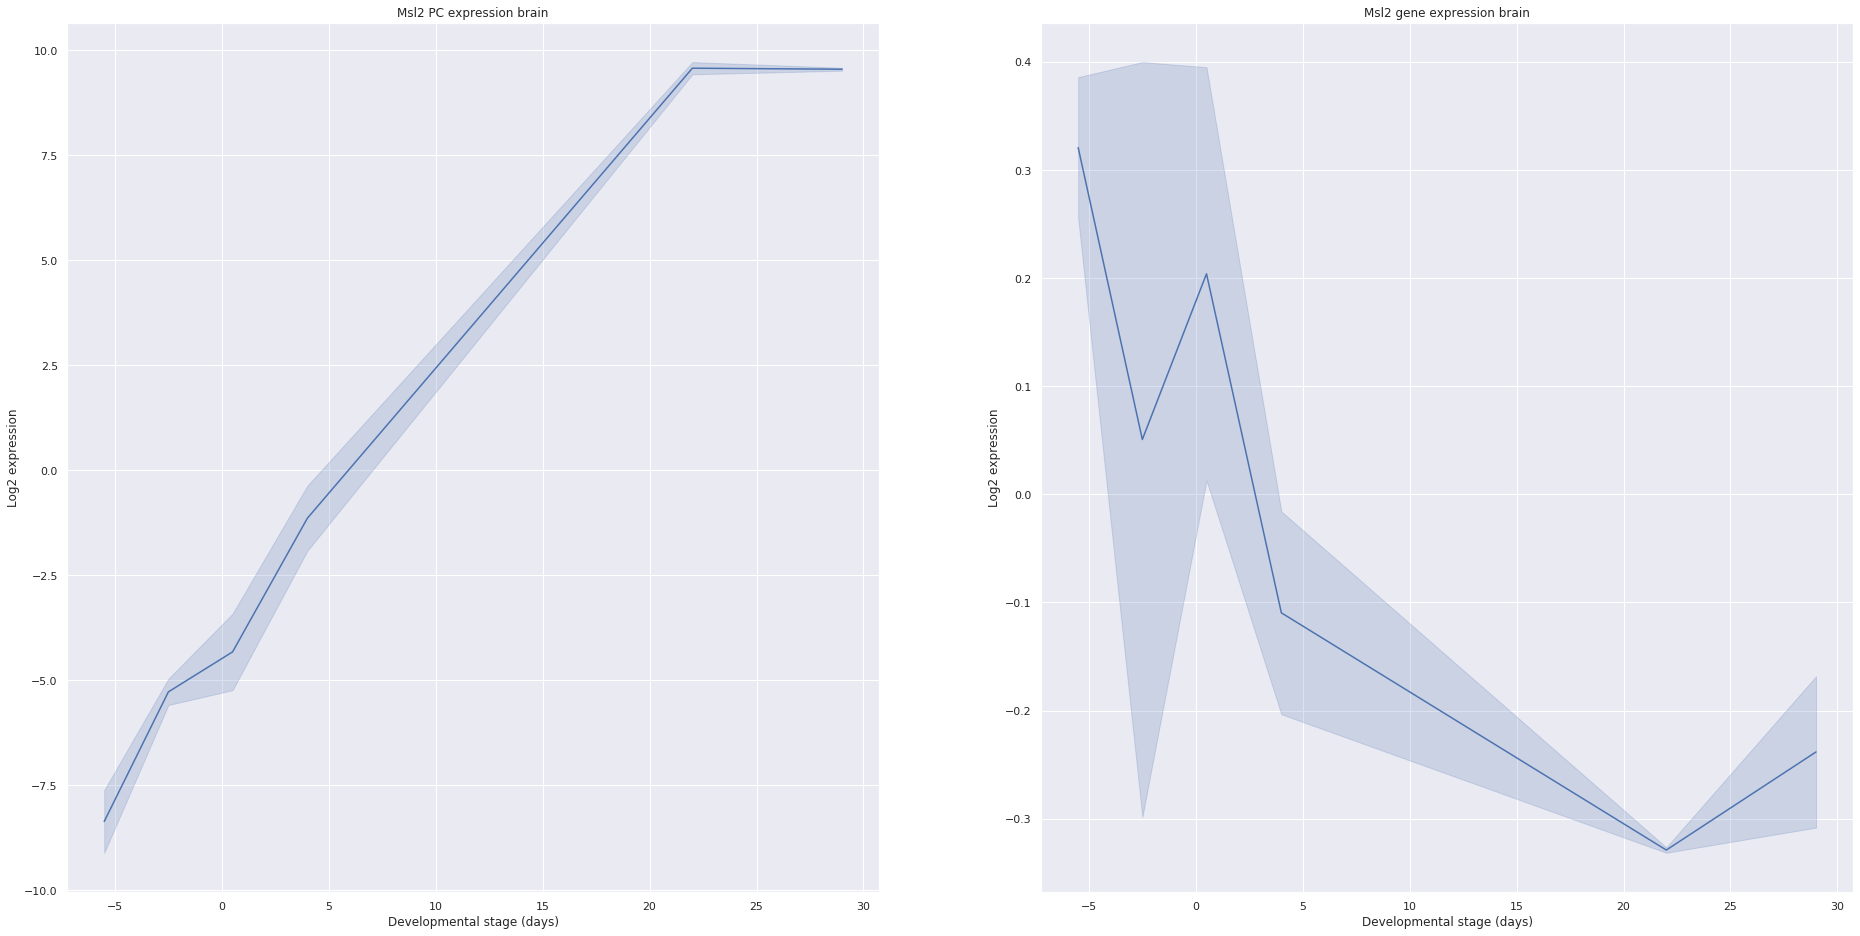 Msl2 PC expression brain
Log2 expression
10.0
7.5
5.0
2.5
0.0
−2.5
−5.0
−7.5
−10.0
−5 0 5 10 15 20 25 30
Developmental stage (days)
Msl2 gene expression brain
Log2 expression
0.4
0.3
0.2
0.1
0.0
−0.1
−0.2
−0.3
−5 0 5 10 15 20 25 30
Developmental stage (days)